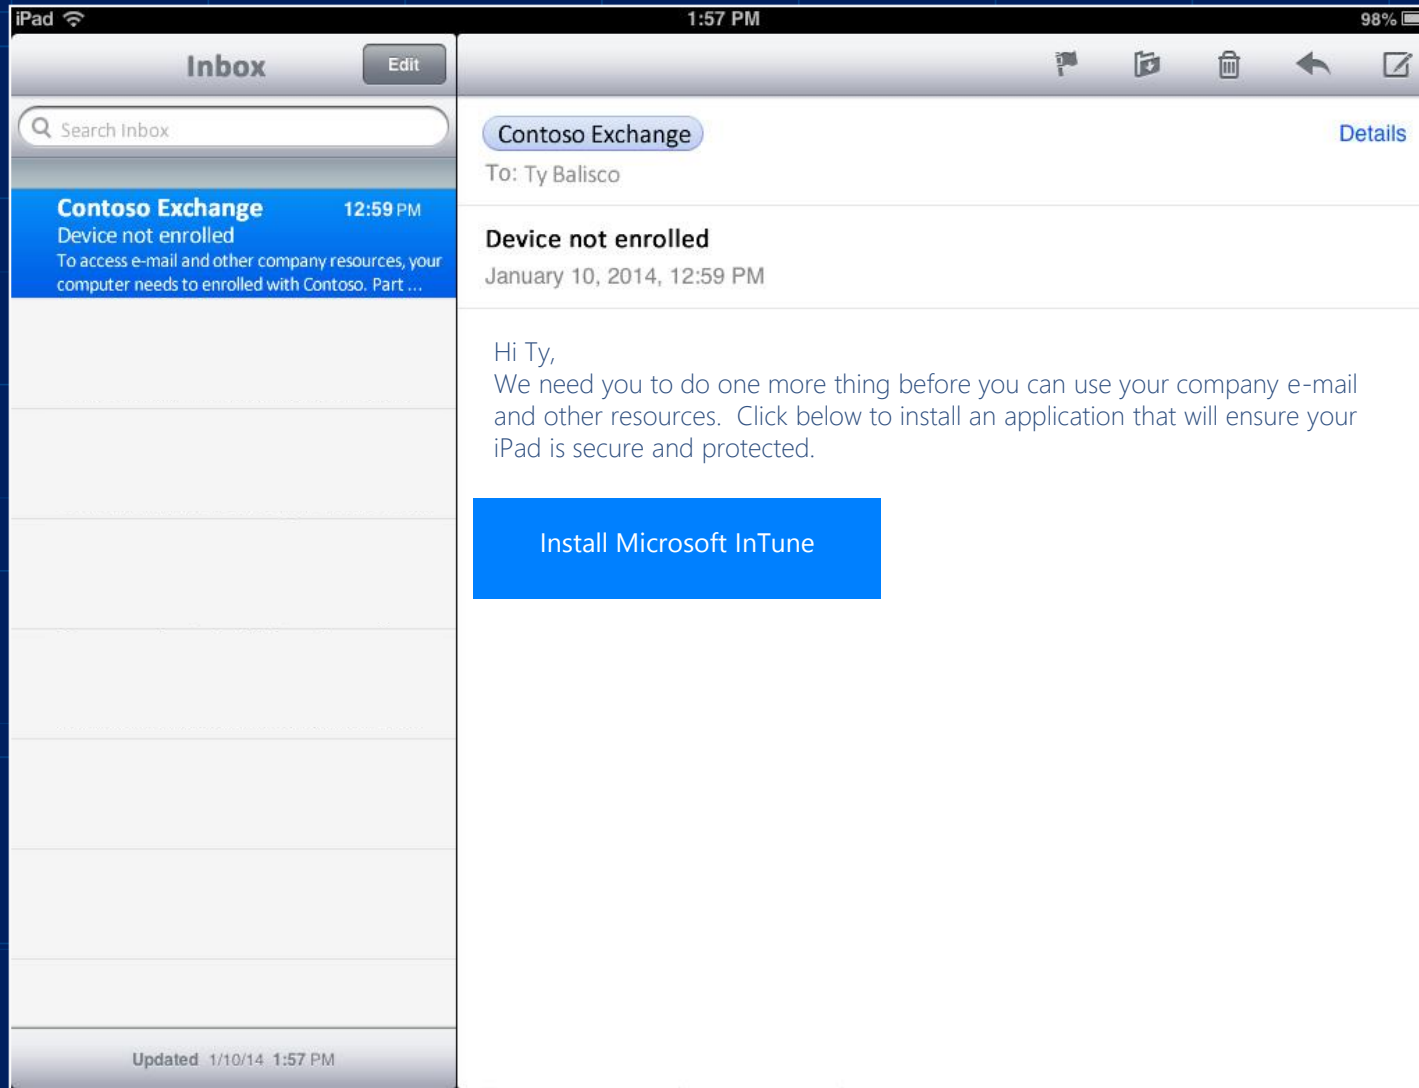 iPad 1:57 PM 98%
Inbox Edit
Search Inbox
Contoso Exchange 12:59 PM
Device not enrolled
To access e-mail and other company resources, your
computer needs to enrolled with Contoso. Part ...
Updated 1/10/14 1:57 PM
Contoso Exchange Details
To: Ty Balisco
Device not enrolled
January 10, 2014, 12:59 PM
Hi Ty,
We need you to do one more thing before you can use your company e-mail
and other resources. Click below to install an application that will ensure your
iPad is secure and protected.
Install Microsoft InTune